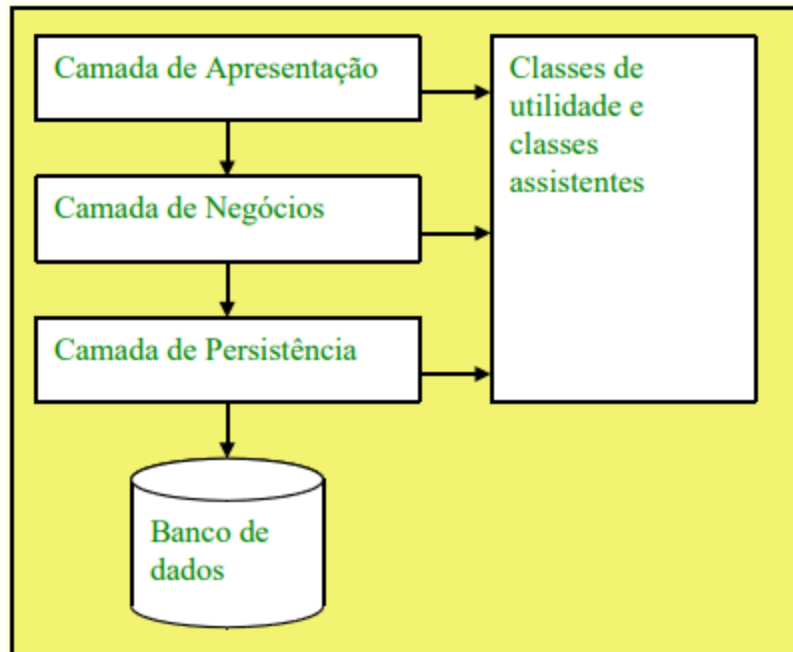 Camada de Apresentação
Classes de
utilidade e
classes
assistentes
Camada de Negócios
Camada de Persistência
Banco de
dados